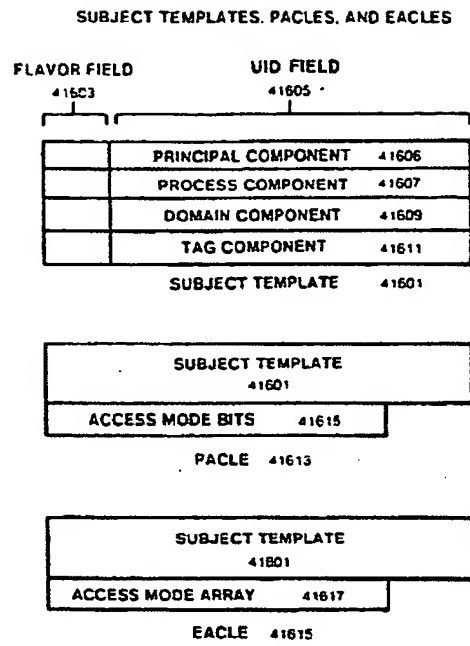 SUBJECT TEMPLATES, PACLES, AND EACLES
FLAVOR FIELD UID FIELD
41603 41605
PRINCIPAL COMPONENT 41606
PROCESS COMPONENT 41607
DOMAIN COMPONENT 41609
TAG COMPONENT 41611
SUBJECT TEMPLATE 41601
SUBJECT TEMPLATE
41601
ACCESS MODE BITS 41615
PACLE 41613
SUBJECT TEMPLATE
41601
ACCESS MODE ARRAY 41617
EACLE 41615